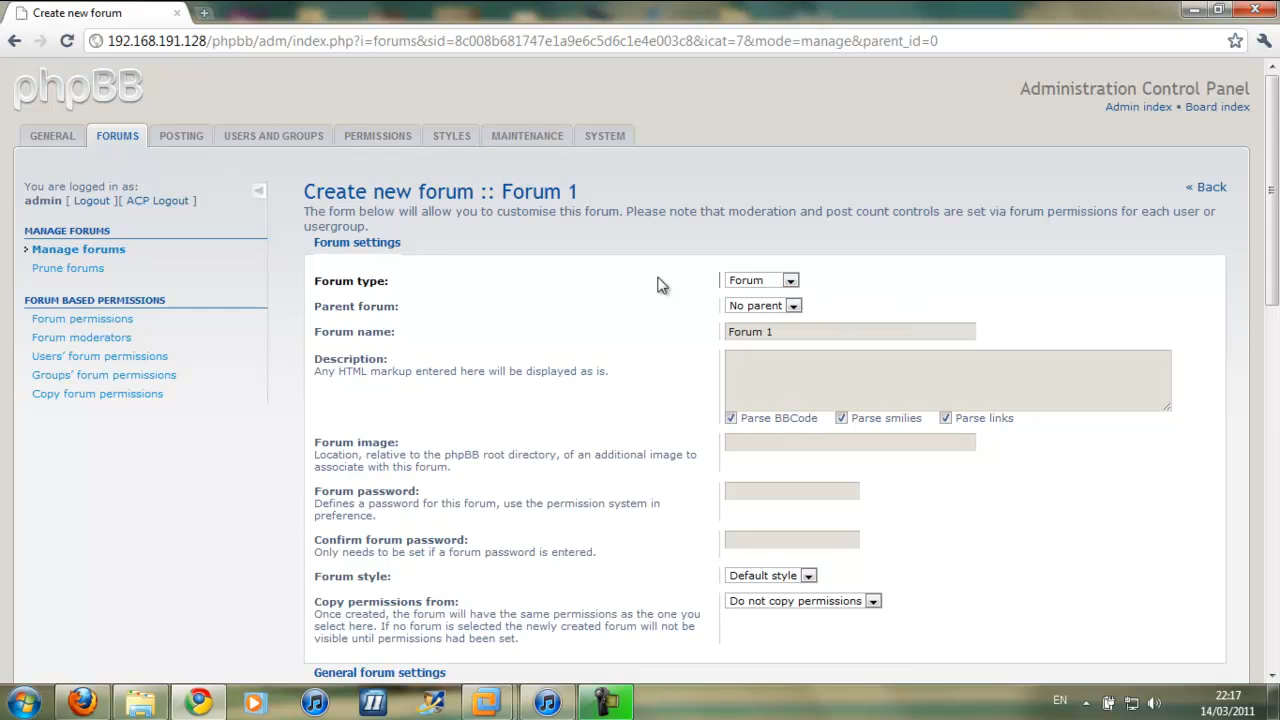 Create new forum
192.168.191.128/phpbb/adm/index.php?i=forums&sid=8c008b681747e1a9e6c5d6c1e4e003c8&icat=7&mode=manage&parent_id=0
phpBB
Administration Control Panel
Admin index • Board index
GENERAL FORUMS POSTING USERS AND GROUPS PERMISSIONS STYLES MAINTENANCE SYSTEM
You are logged in as:
admin [ Logout ][ ACP Logout ]
MANAGE FORUMS
Manage forums
Prune forums
FORUM BASED PERMISSIONS
Forum permissions
Forum moderators
Users’ forum permissions
Groups’ forum permissions
Copy forum permissions
Create new forum :: Forum 1
« Back
The form below will allow you to customise this forum. Please note that moderation and post count controls are set via forum permissions for each user or
usergroup.
Forum settings
Forum type: Forum
Parent forum: No parent
Forum name: Forum 1
Description:
Any HTML markup entered here will be displayed as is.
Parse BBCode Parse smilies Parse links
Forum image:
Location, relative to the phpBB root directory, of an additional image to
associate with this forum.
Forum password:
Defines a password for this forum, use the permission system in
preference.
Confirm forum password:
Only needs to be set if a forum password is entered.
Forum style: Default style
Copy permissions from: Do not copy permissions
Once created, the forum will have the same permissions as the one you
select here. If no forum is selected the newly created forum will not be
visible until permissions had been set.
General forum settings
EN
22:17
14/03/2011